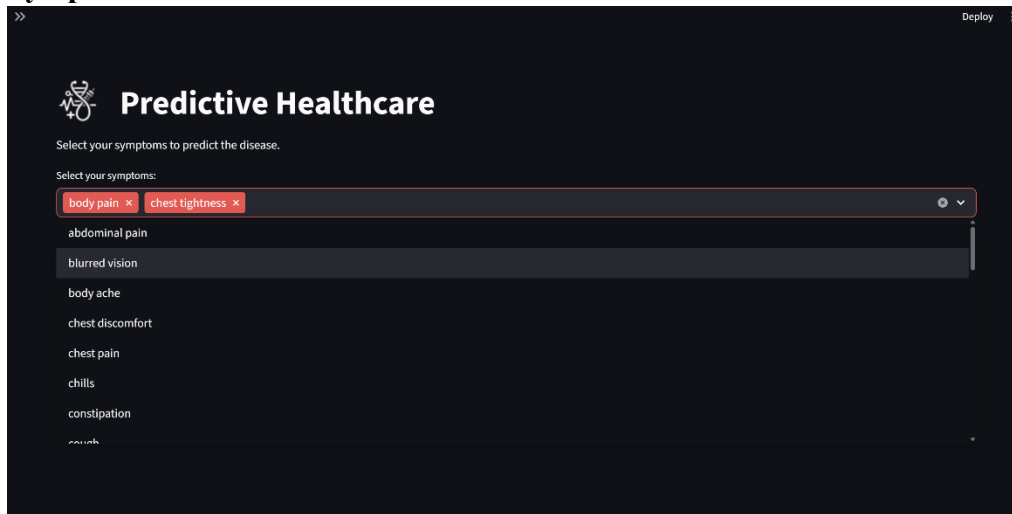 Deploy
Predictive Healthcare
Select your symptoms to predict the disease.
Select your symptoms:
body pain × chest tightness ×
abdominal pain
blurred vision
body ache
chest discomfort
chest pain
chills
constipation
cough